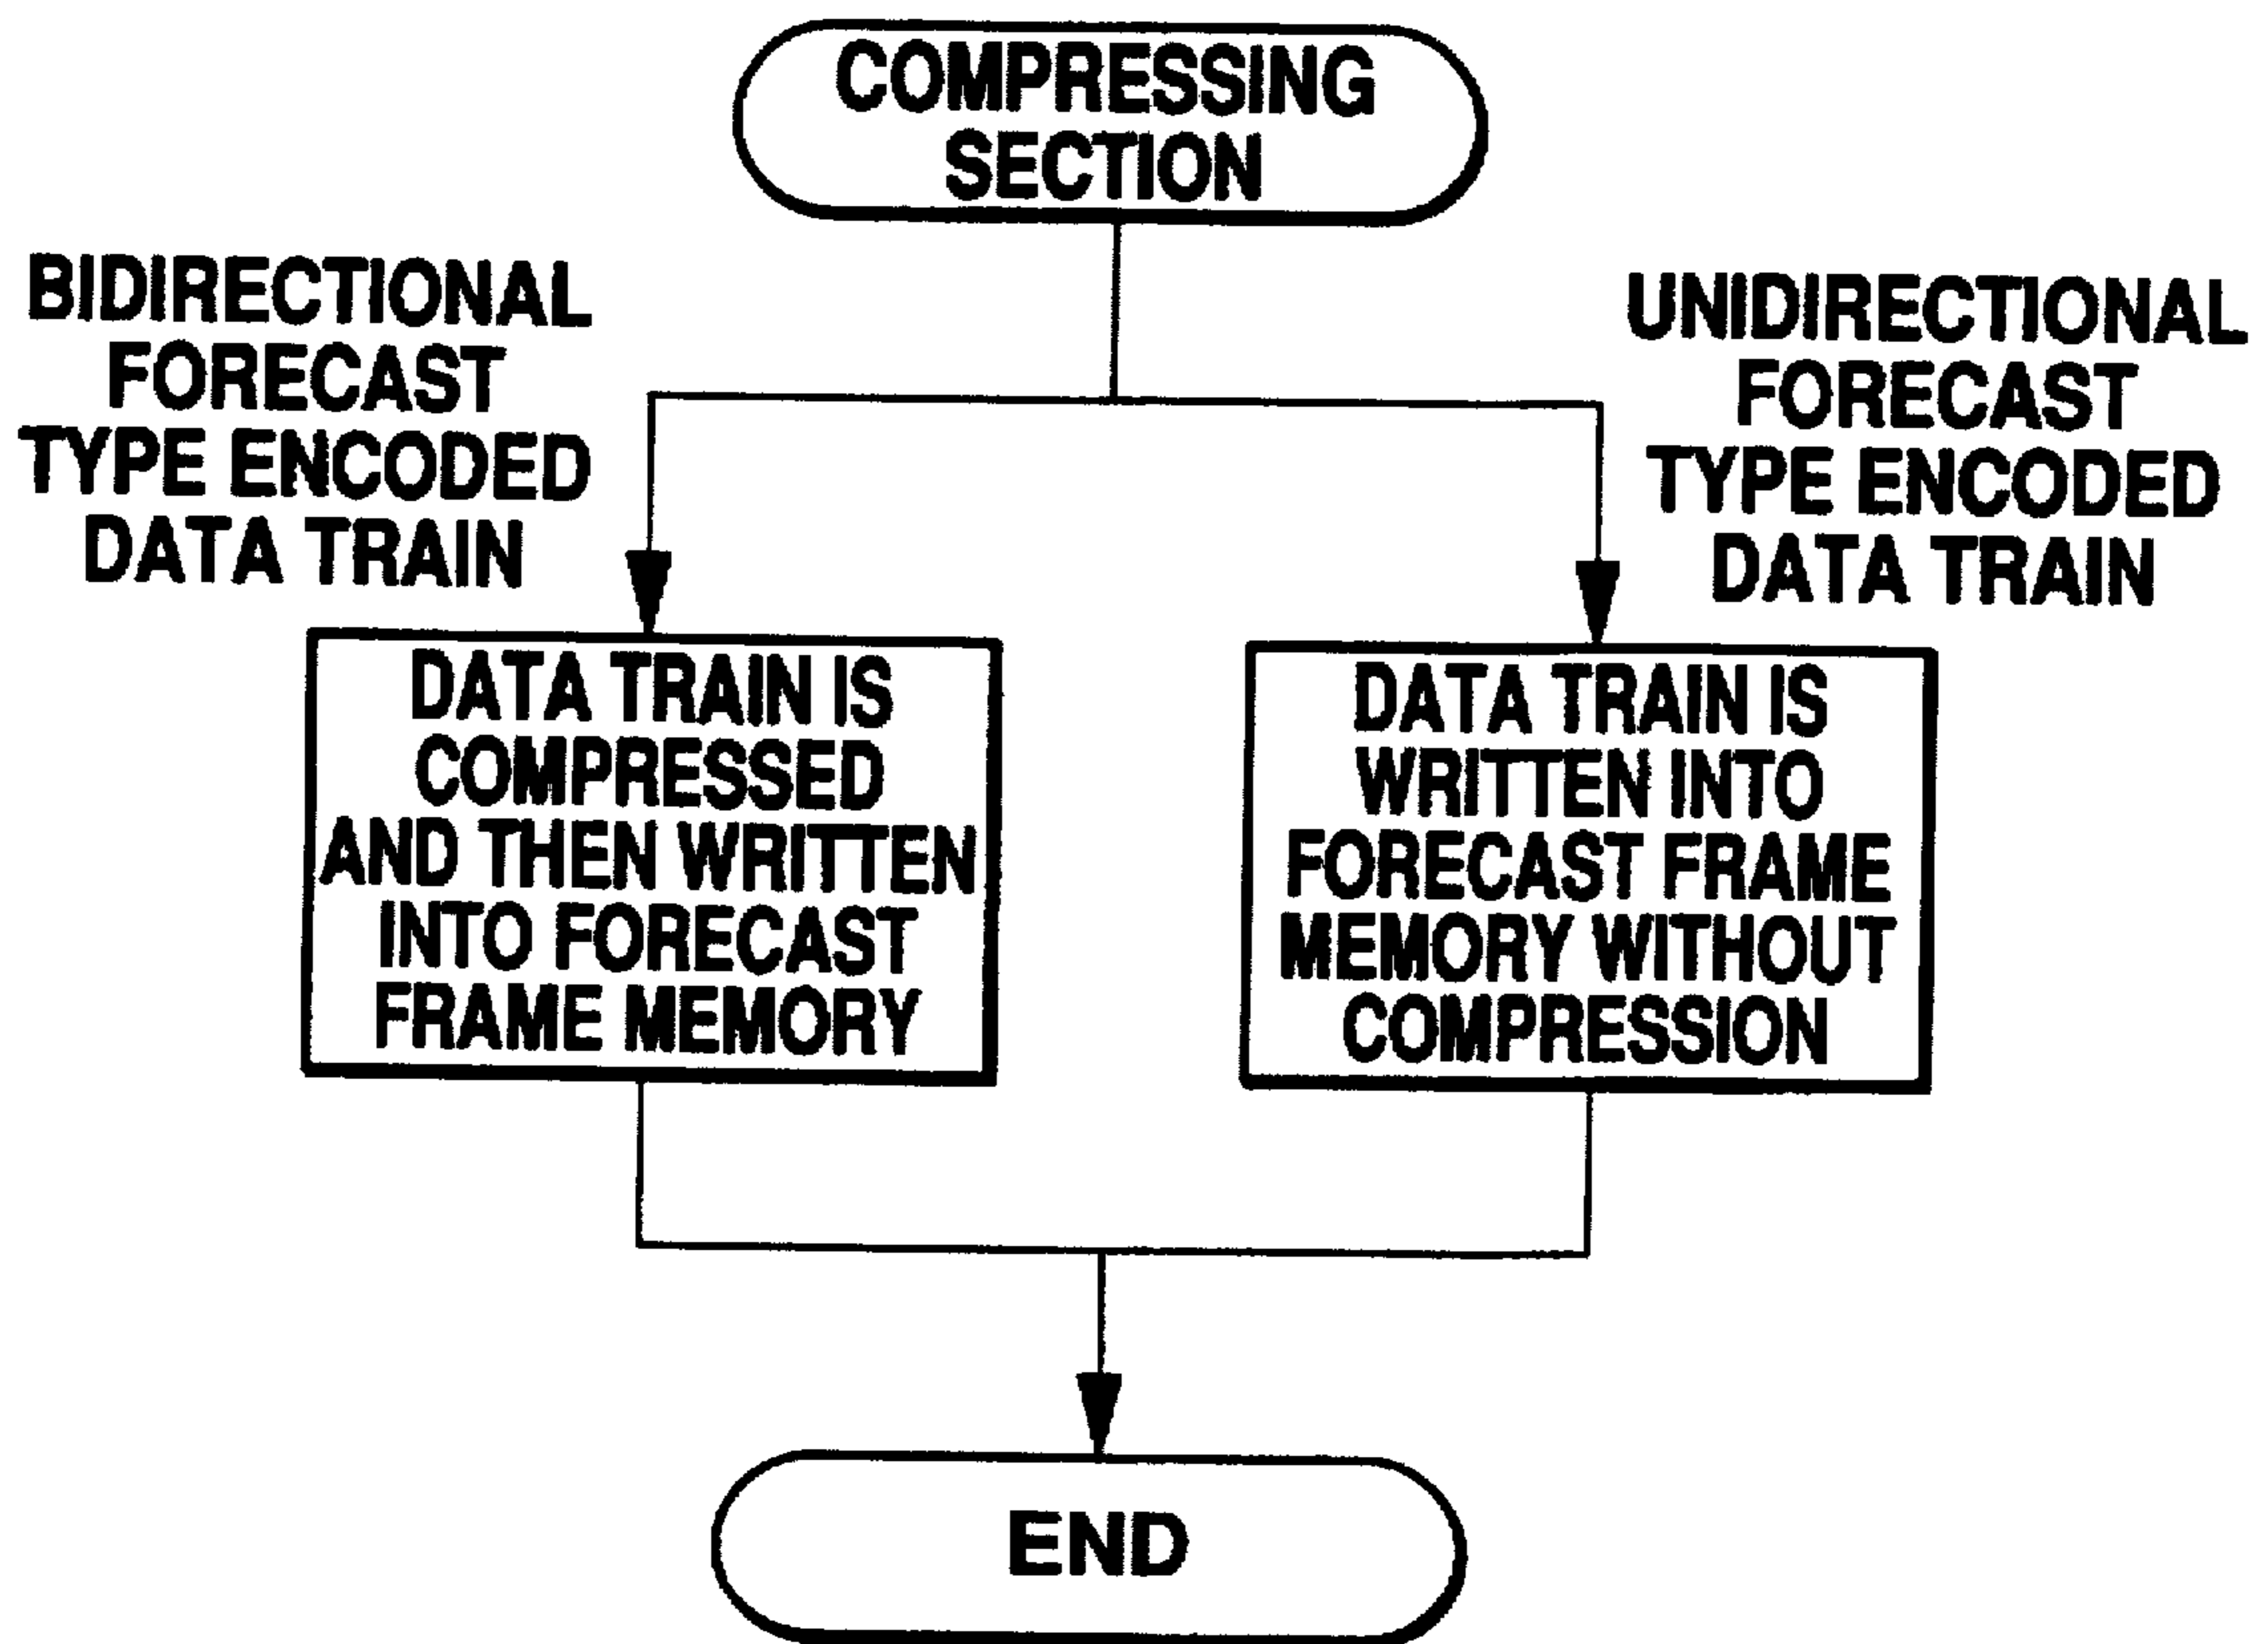 COMPRESSING
SECTION
BIDIRECTIONAL
FORECAST
TYPE ENCODED
DATA TRAIN
UNIDIRECTIONAL
FORECAST
TYPE ENCODED
DATA TRAIN
DATA TRAIN IS
COMPRESSED
AND THEN WRITTEN
INTO FORECAST
FRAME MEMORY
DATA TRAIN IS
WRITTEN INTO
FORECAST FRAME
MEMORY WITHOUT
COMPRESSION
END